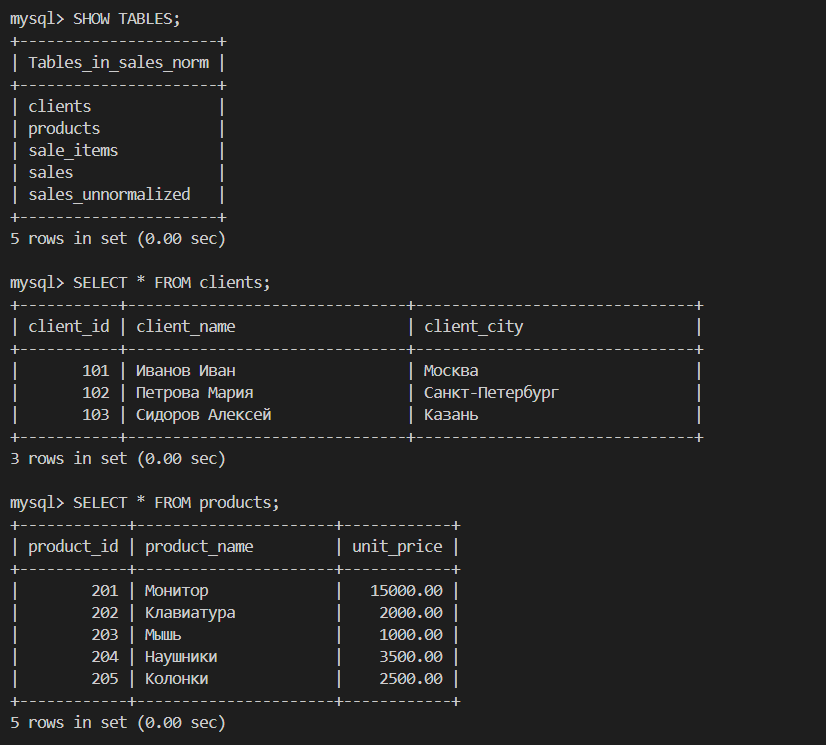 mysql> SHOW TABLES;
+----------------------+
| Tables_in_sales_norm |
+----------------------+
| clients              |
| products             |
| sale_items           |
| sales                |
| sales_unnormalized   |
+----------------------+
5 rows in set (0.00 sec)

mysql> SELECT * FROM clients;
+-----------+-------------------------------+-------------------------------+
| client_id | client_name                   | client_city                   |
+-----------+-------------------------------+-------------------------------+
|       101 | Иванов Иван                   | Москва                        |
|       102 | Петрова Мария                 | Санкт-Петербург               |
|       103 | Сидоров Алексей               | Казань                        |
+-----------+-------------------------------+-------------------------------+
3 rows in set (0.00 sec)

mysql> SELECT * FROM products;
+------------+----------------------+------------+
| product_id | product_name         | unit_price |
+------------+----------------------+------------+
|        201 | Монитор              |   15000.00 |
|        202 | Клавиатура           |    2000.00 |
|        203 | Мышь                 |    1000.00 |
|        204 | Наушники             |    3500.00 |
|        205 | Колонки              |    2500.00 |
+------------+----------------------+------------+
5 rows in set (0.00 sec)